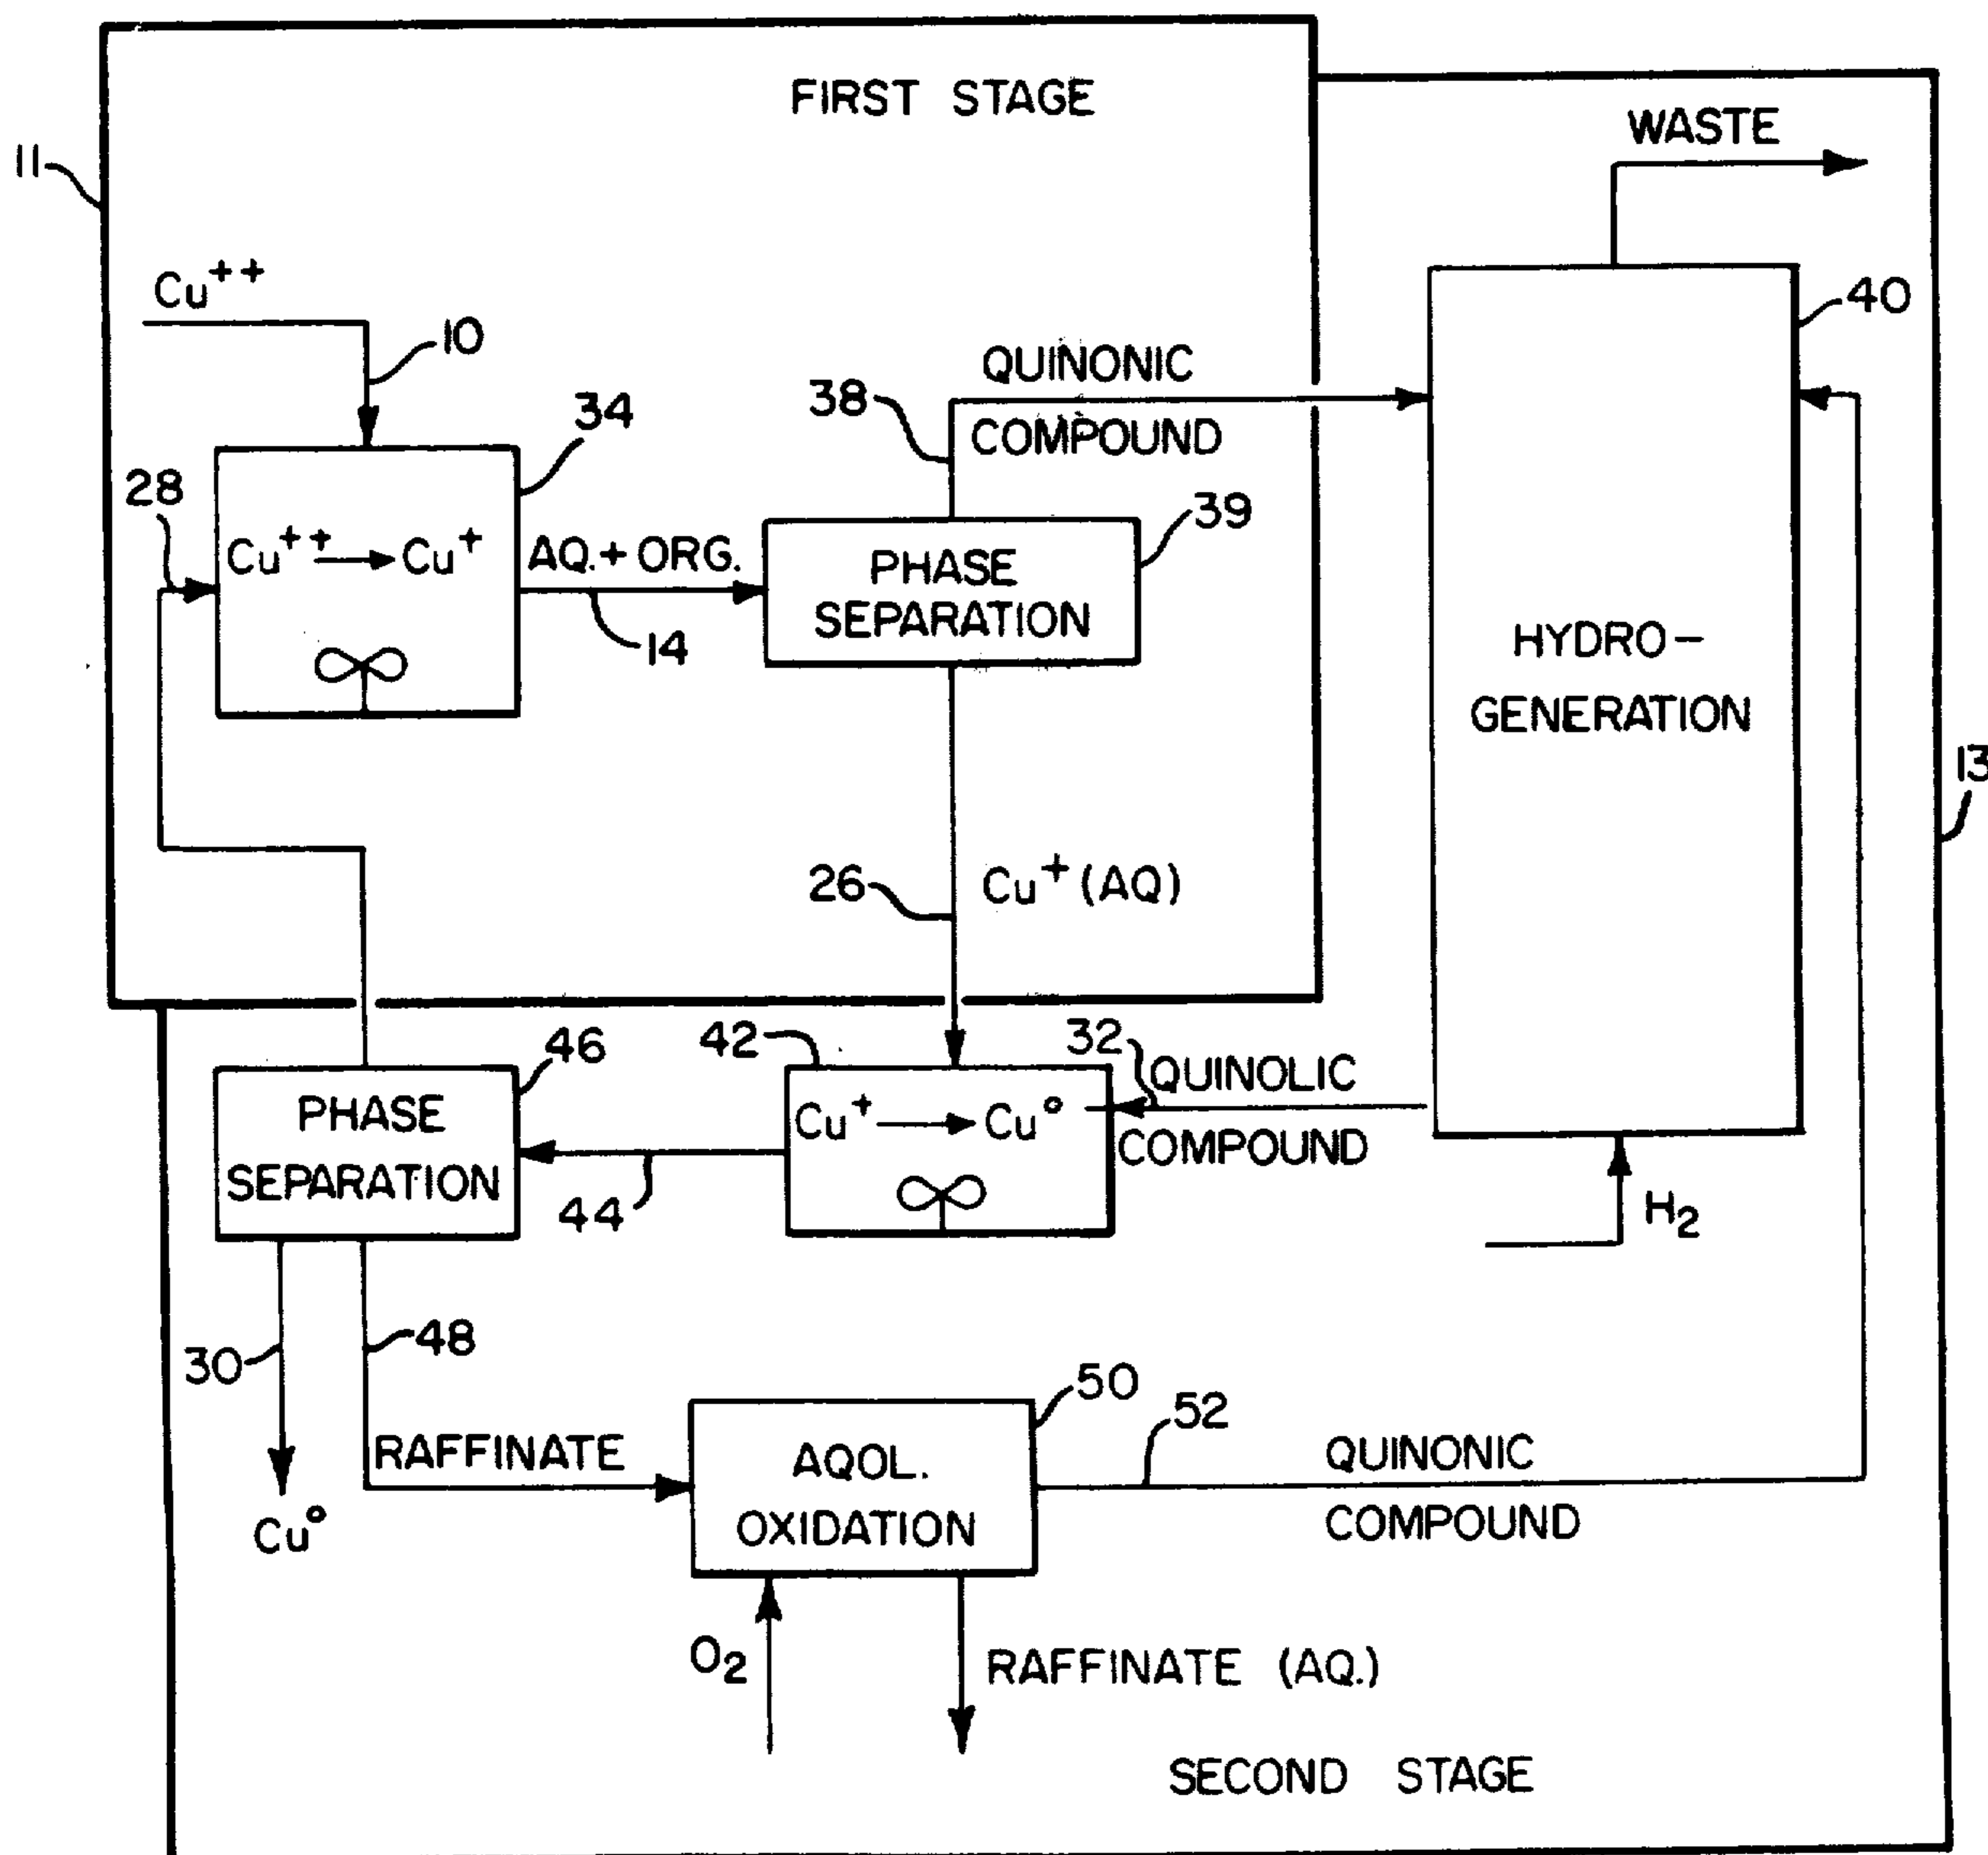 FIRST STAGE
11
WASTE
Cu++
10
40
QUINONIC
COMPOUND
38
34
28
39
Cu++ → Cu+
AQ. + ORG.
PHASE
SEPARATION
14
HYDRO-
GENERATION
13
26
Cu+ (AQ)
46
42
32
QUINOLIC
COMPOUND
PHASE
SEPARATION
Cu+ → Cu°
44
H2
30
48
50
52
RAFFINATE
AQOL.
OXIDATION
QUINONIC
COMPOUND
Cu°
O2
RAFFINATE (AQ.)
SECOND STAGE